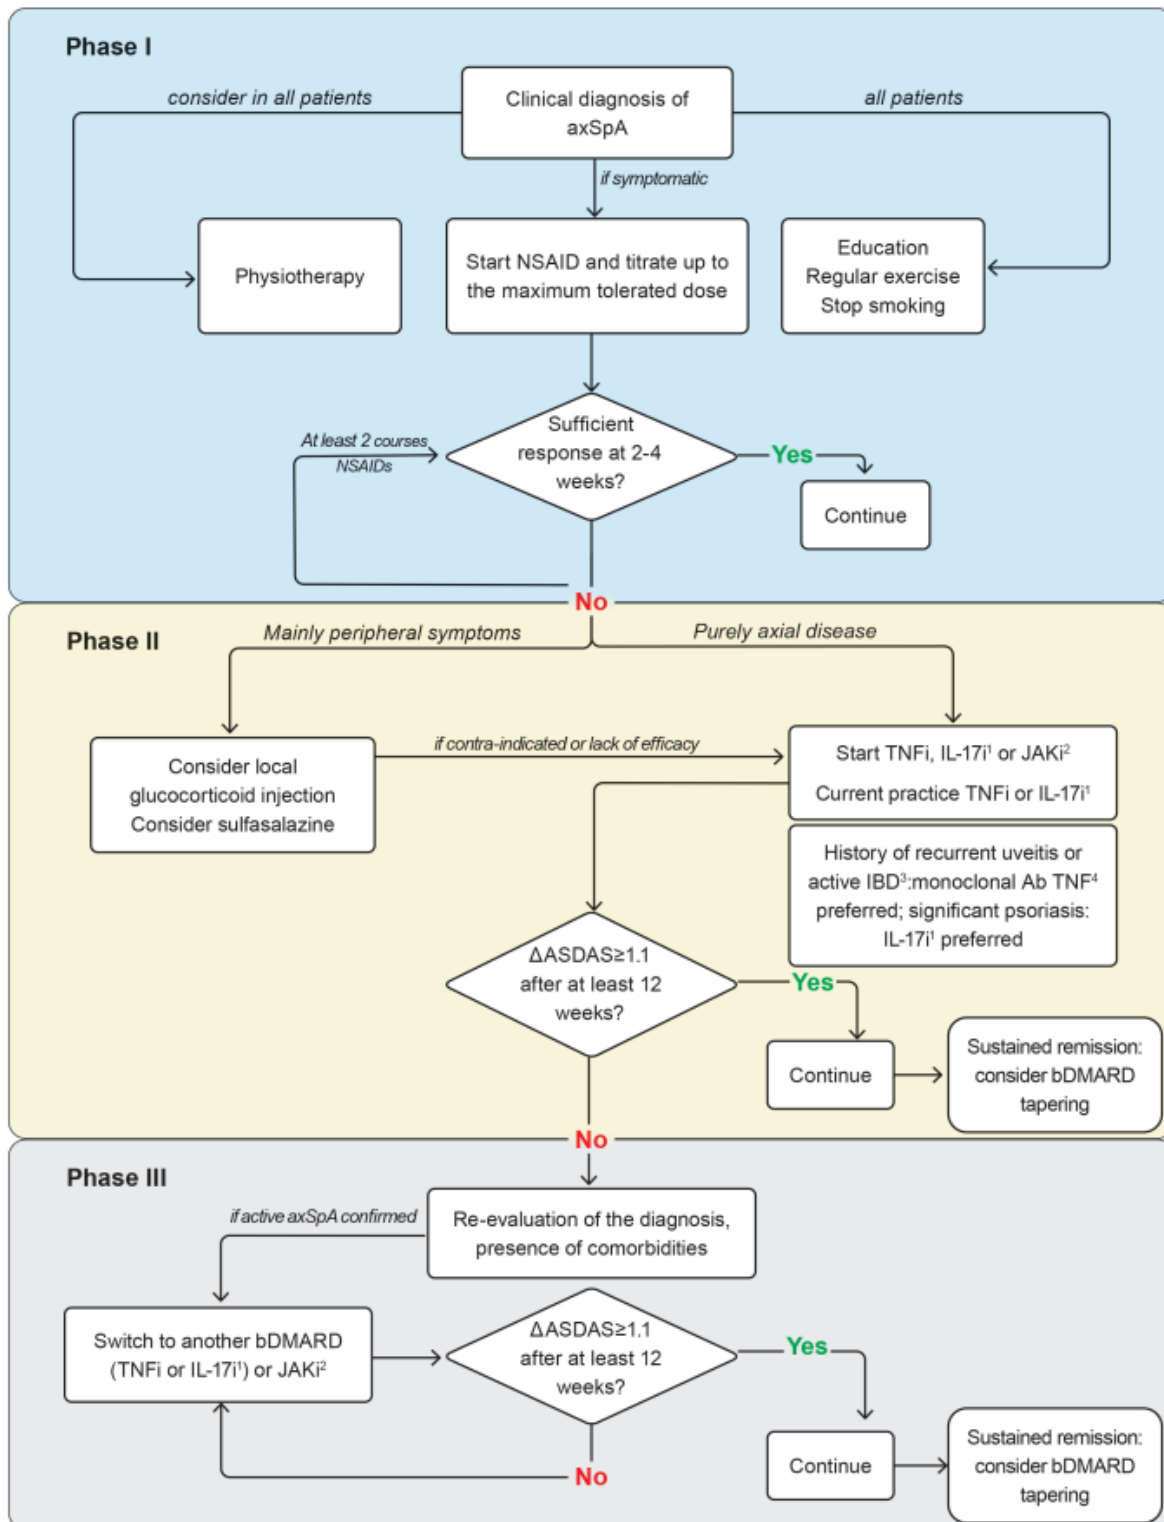 Phase I
consider in all patients
Clinical diagnosis of
axSpA
all patients
if symptomatic
Physiotherapy
Start NSAID and titrate up to
the maximum tolerated dose
Education
Regular exercise
Stop smoking
At least 2 courses
NSAIDs
Sufficient
response at 2-4
weeks?
Yes
Continue
No
Phase II
Mainly peripheral symptoms
Purely axial disease
Consider local
glucocorticoid injection
Consider sulfasalazine
if contra-indicated or lack of efficacy
Start TNFi, IL-17i¹ or JAKi²
Current practice TNFi or IL-17i¹
History of recurrent uveitis or
active IBD³:monoclonal Ab TNF⁴
preferred; significant psoriasis:
IL-17i¹ preferred
ΔASDAS≥1.1
after at least 12
weeks?
Yes
Continue
Sustained remission:
consider bDMARD
tapering
No
Phase III
if active axSpA confirmed
Re-evaluation of the diagnosis,
presence of comorbidities
Switch to another bDMARD
(TNFi or IL-17i¹) or JAKi²
ΔASDAS≥1.1
after at least 12
weeks?
Yes
No
Continue
Sustained remission:
consider bDMARD
tapering